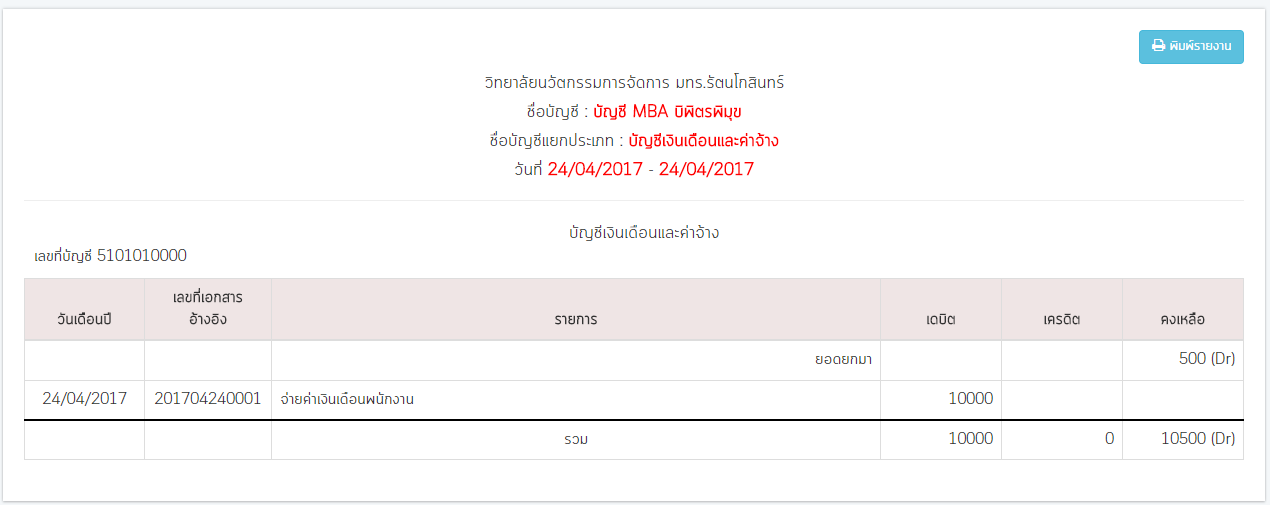 พิมพ์รายงาน
วิทยาลัยนวัตกรรมการจัดการ มทร.รัตนโกสินทร์
ชื่อบัญชี : บัญชี MBA บพิตรพิมุข
ชื่อบัญชีแยกประเภท : บัญชีเงินเดือนและค่าจ้าง
วันที่ 24/04/2017 - 24/04/2017
บัญชีเงินเดือนและค่าจ้าง
เลขที่บัญชี 5101010000
วันเดือนปี เลขที่เอกสารอ้างอิง รายการ เดบิต เครดิต คงเหลือ
ยอดยกมา 500 (Dr)
24/04/2017 201704240001 จ่ายค่าเงินเดือนพนักงาน 10000
รวม 10000 0 10500 (Dr)